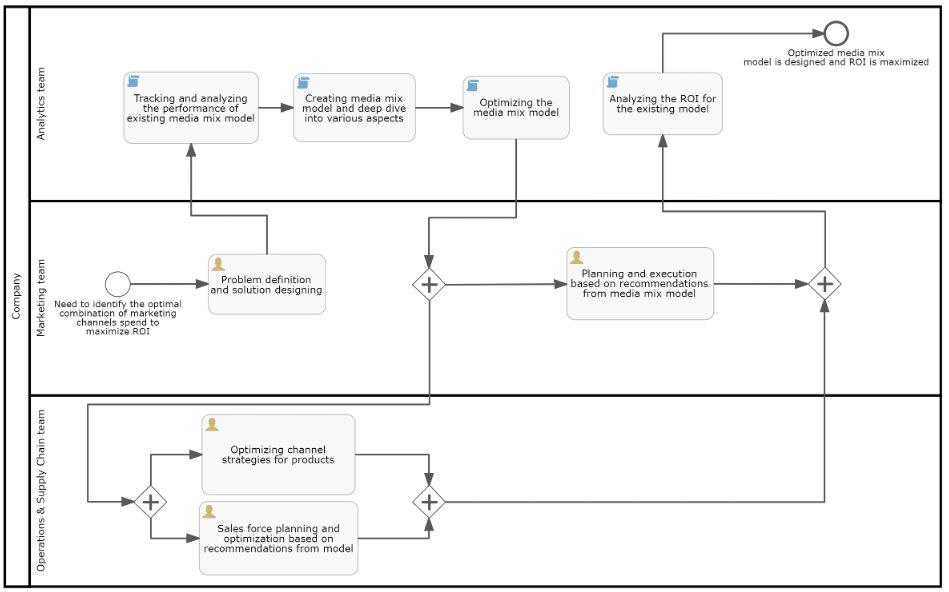 Company
Analytics team
Optimized media mix
model is designed and ROI is maximized
Tracking and analyzing
the performance of
existing media mix model
Creating media mix
model and deep dive
into various aspects
Optimizing the
media mix model
Analyzing the ROI for
the existing model
Marketing team
Need to identify the optimal
combination of marketing
channels spend to
maximize ROI
Problem definition
and solution designing
Planning and execution
based on recommendations
from media mix model
Operations & Supply Chain team
Optimizing channel
strategies for products
Sales force planning and
optimization based on
recommendations from model